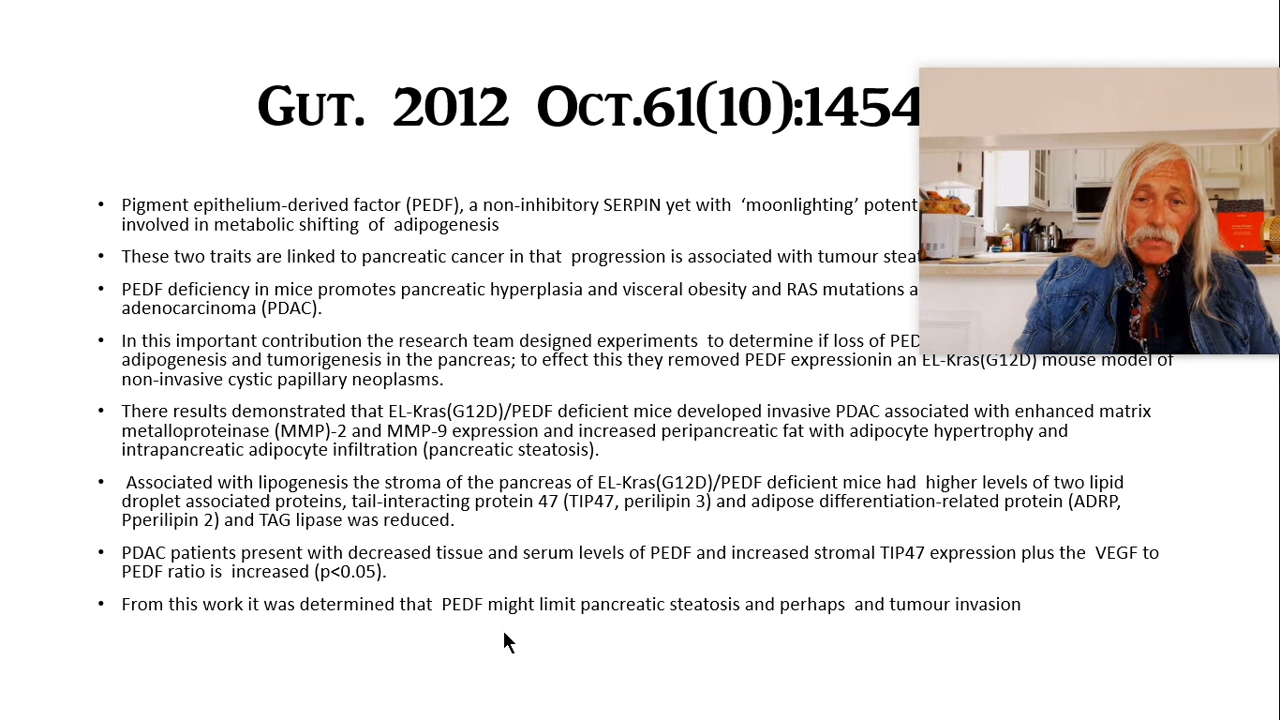 GUT. 2012 OCT.61(10):1454
• Pigment epithelium-derived factor (PEDF), a non-inhibitory SERPIN yet with ‘moonlighting’ potent
involved in metabolic shifting of adipogenesis
• These two traits are linked to pancreatic cancer in that progression is associated with tumour stea
• PEDF deficiency in mice promotes pancreatic hyperplasia and visceral obesity and RAS mutations a
adenocarcinoma (PDAC).
• In this important contribution the research team designed experiments to determine if loss of PED
adipogenesis and tumorigenesis in the pancreas; to effect this they removed PEDF expressionin an EL-Kras(G12D) mouse model of
non-invasive cystic papillary neoplasms.
• There results demonstrated that EL-Kras(G12D)/PEDF deficient mice developed invasive PDAC associated with enhanced matrix
metalloproteinase (MMP)-2 and MMP-9 expression and increased peripancreatic fat with adipocyte hypertrophy and
intrapancreatic adipocyte infiltration (pancreatic steatosis).
• Associated with lipogenesis the stroma of the pancreas of EL-Kras(G12D)/PEDF deficient mice had higher levels of two lipid
droplet associated proteins, tail-interacting protein 47 (TIP47, perilipin 3) and adipose differentiation-related protein (ADRP,
Pperilipin 2) and TAG lipase was reduced.
• PDAC patients present with decreased tissue and serum levels of PEDF and increased stromal TIP47 expression plus the VEGF to
PEDF ratio is increased (p<0.05).
• From this work it was determined that PEDF might limit pancreatic steatosis and perhaps and tumour invasion